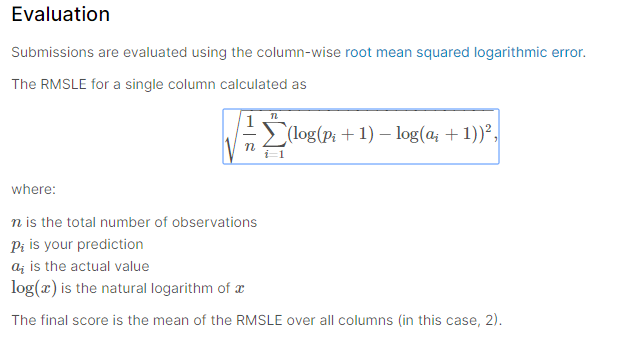 Evaluation
Submissions are evaluated using the column-wise root mean squared logarithmic error.
The RMSLE for a single column calculated as
√(1/n ∑_{i=1}^{n} (log(p_i + 1) − log(a_i + 1))²),
where:
n is the total number of observations
p_i is your prediction
a_i is the actual value
log(x) is the natural logarithm of x
The final score is the mean of the RMSLE over all columns (in this case, 2).